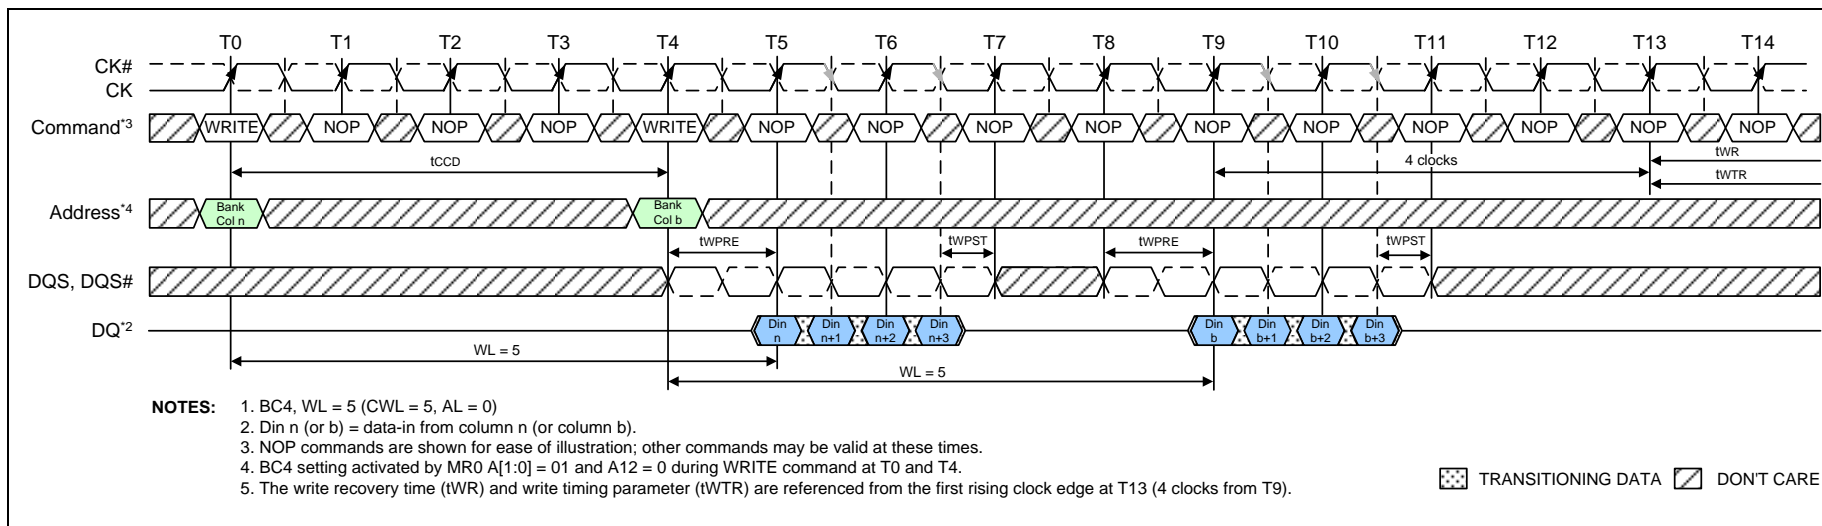 T0 T1 T2 T3 T4 T5 T6 T7 T8 T9 T10 T11 T12 T13 T14
CK#
CK
Command*3 WRITE NOP NOP NOP WRITE NOP NOP NOP NOP NOP NOP NOP NOP NOP NOP
tCCD 4 clocks tWR
tWTR
Address*4 Bank Col n Bank Col b
tWPRE tWPST tWPRE tWPST
DQS, DQS#
DQ*2 Din n Din n+1 Din n+2 Din n+3 Din b Din b+1 Din b+2 Din b+3
WL = 5
WL = 5
NOTES: 1. BC4, WL = 5 (CWL = 5, AL = 0)
2. Din n (or b) = data-in from column n (or column b).
3. NOP commands are shown for ease of illustration; other commands may be valid at these times.
4. BC4 setting activated by MR0 A[1:0] = 01 and A12 = 0 during WRITE command at T0 and T4.
5. The write recovery time (tWR) and write timing parameter (tWTR) are referenced from the first rising clock edge at T13 (4 clocks from T9).
TRANSITIONING DATA DON'T CARE